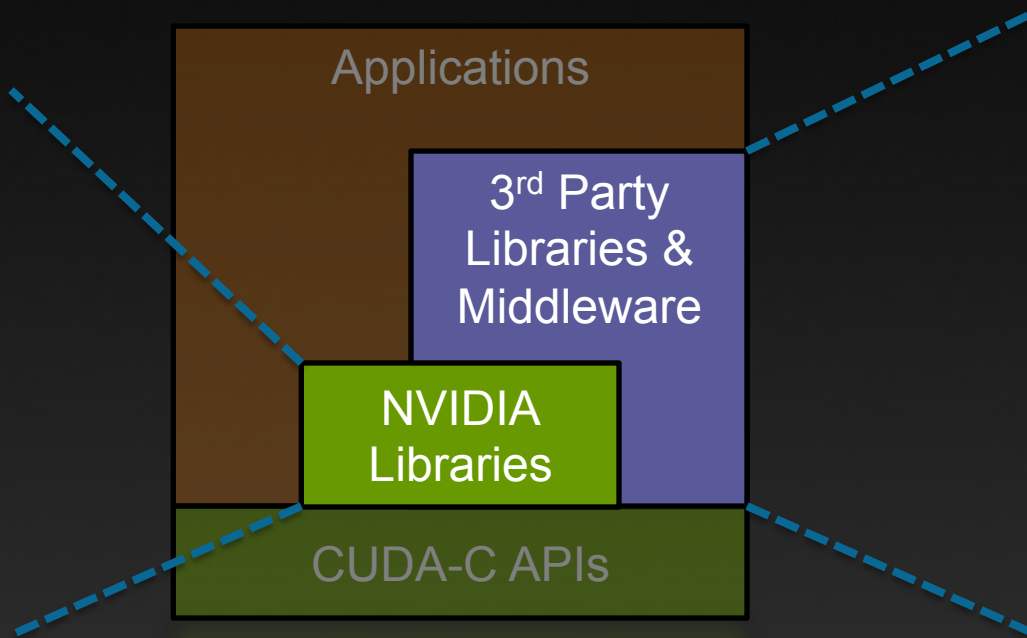 Applications
3rd Party
Libraries &
Middleware
NVIDIA
Libraries
CUDA-C APIs